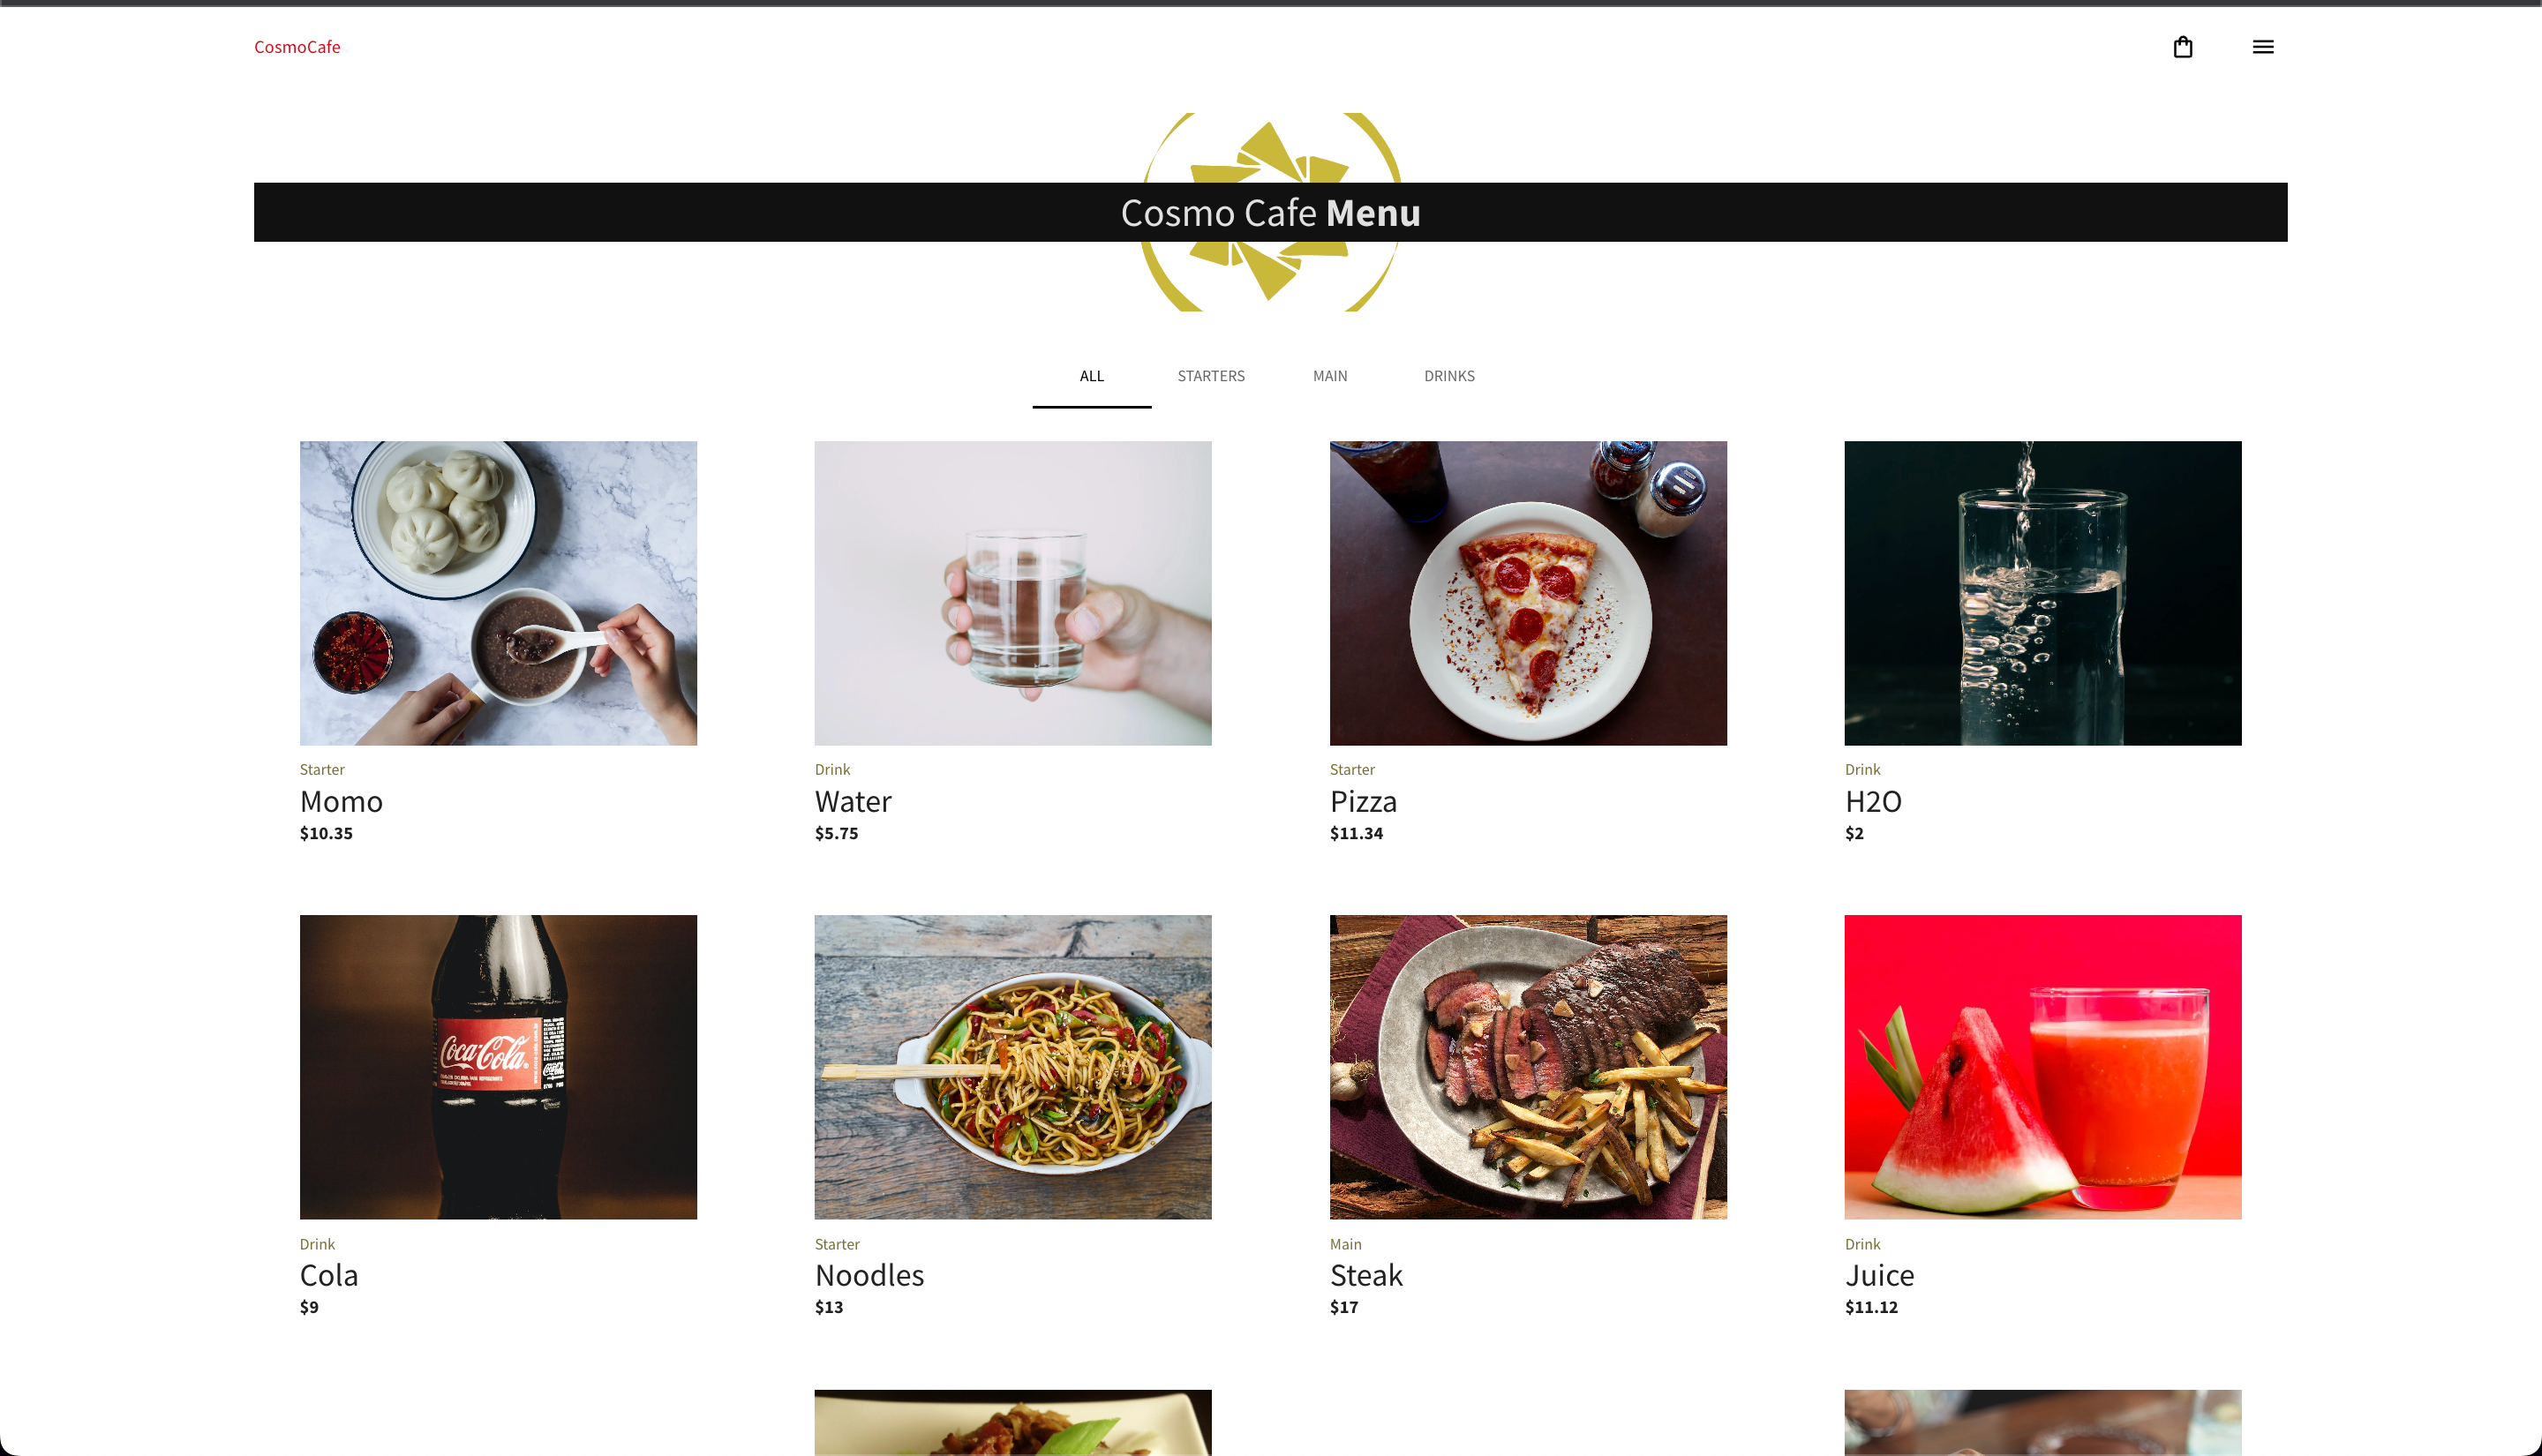 CosmoCafe
Cosmo Cafe Menu
ALL STARTERS MAIN DRINKS
Starter
Momo
$10.35
Drink
Water
$5.75
Starter
Pizza
$11.34
Drink
H2O
$2
Coca-Cola
Drink
Cola
$9
Starter
Noodles
$13
Main
Steak
$17
Drink
Juice
$11.12